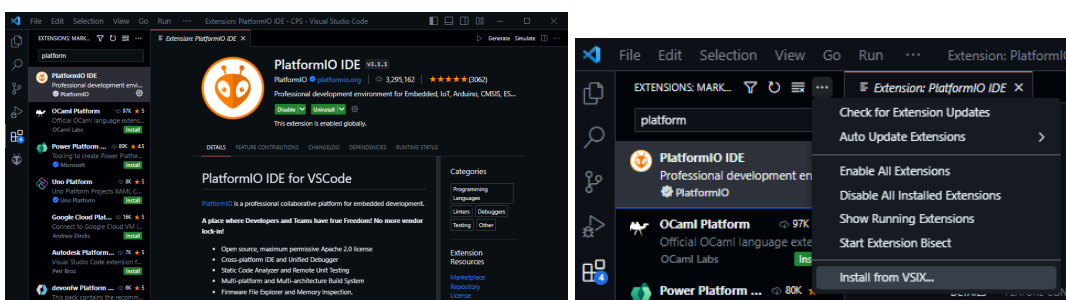 File Edit Selection View Go Run ··· Extension: PlatformIO IDE - CPS - Visual Studio Code
EXTENSIONS: MARK...
platform
PlatformIO IDE
Professional development envi...
PlatformIO
OCaml Platform 97K ★ 5
Official OCaml language extens...
OCaml Labs Install
Power Platform ... 80K ★ 4.5
Tooling to create Power Platfor...
Microsoft Install
Uno Platform 8K ★ 5
Uno Platform Projects XAML C...
Uno Platform Install
Google Cloud Plat... 18K ★ 5
Connect to Google Cloud VM i...
Andrew Dircks Install
Autodesk Platform... 7K ★ 5
Visual Studio Code extension f...
Petr Broz Install
devonfw Platform ... 6K ★ 5
This pack contains the recomm...
Extension: PlatformIO IDE
Generate Simulate
PlatformIO IDE v3.1.1
PlatformIO platformio.org 3,295,162 ★★★★★(3062)
Professional development environment for Embedded, IoT, Arduino, CMSIS, ES...
Disable Uninstall
This extension is enabled globally.
DETAILS FEATURE CONTRIBUTIONS CHANGELOG DEPENDENCIES RUNTIME STATUS
PlatformIO IDE for VSCode
PlatformIO is a professional collaborative platform for embedded development.
A place where Developers and Teams have true Freedom! No more vendor
lock-in!
• Open source, maximum permissive Apache 2.0 license
• Cross-platform IDE and Unified Debugger
• Static Code Analyzer and Remote Unit Testing
• Multi-platform and Multi-architecture Build System
• Firmware File Explorer and Memory Inspection.
Categories
Programming
Languages
Linters Debuggers
Testing Other
Extension
Resources
Marketplace
Repository
License
File Edit Selection View Go Run ··· Extension: PlatformIO
EXTENSIONS: MARK...
Extension: PlatformIO IDE
platform
PlatformIO IDE
Professional development en
PlatformIO
OCaml Platform 97K
Official OCaml language exte
OCaml Labs Ins
Power Platform ... 80K
4
Check for Extension Updates
Auto Update Extensions
Enable All Extensions
Disable All Installed Extensions
Show Running Extensions
Start Extension Bisect
Install from VSIX...